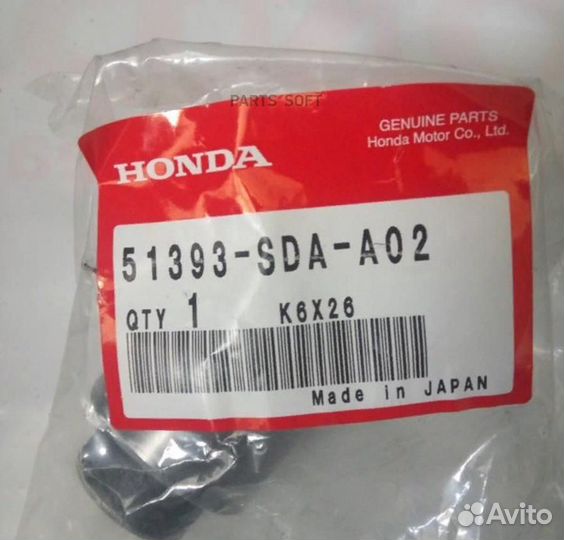 PARTS SOFT
GENUINE PARTS
Honda Motor Co., Ltd.
HONDA
51393-SDA-A02
QTY 1 K6X26
Made in JAPAN
Avito